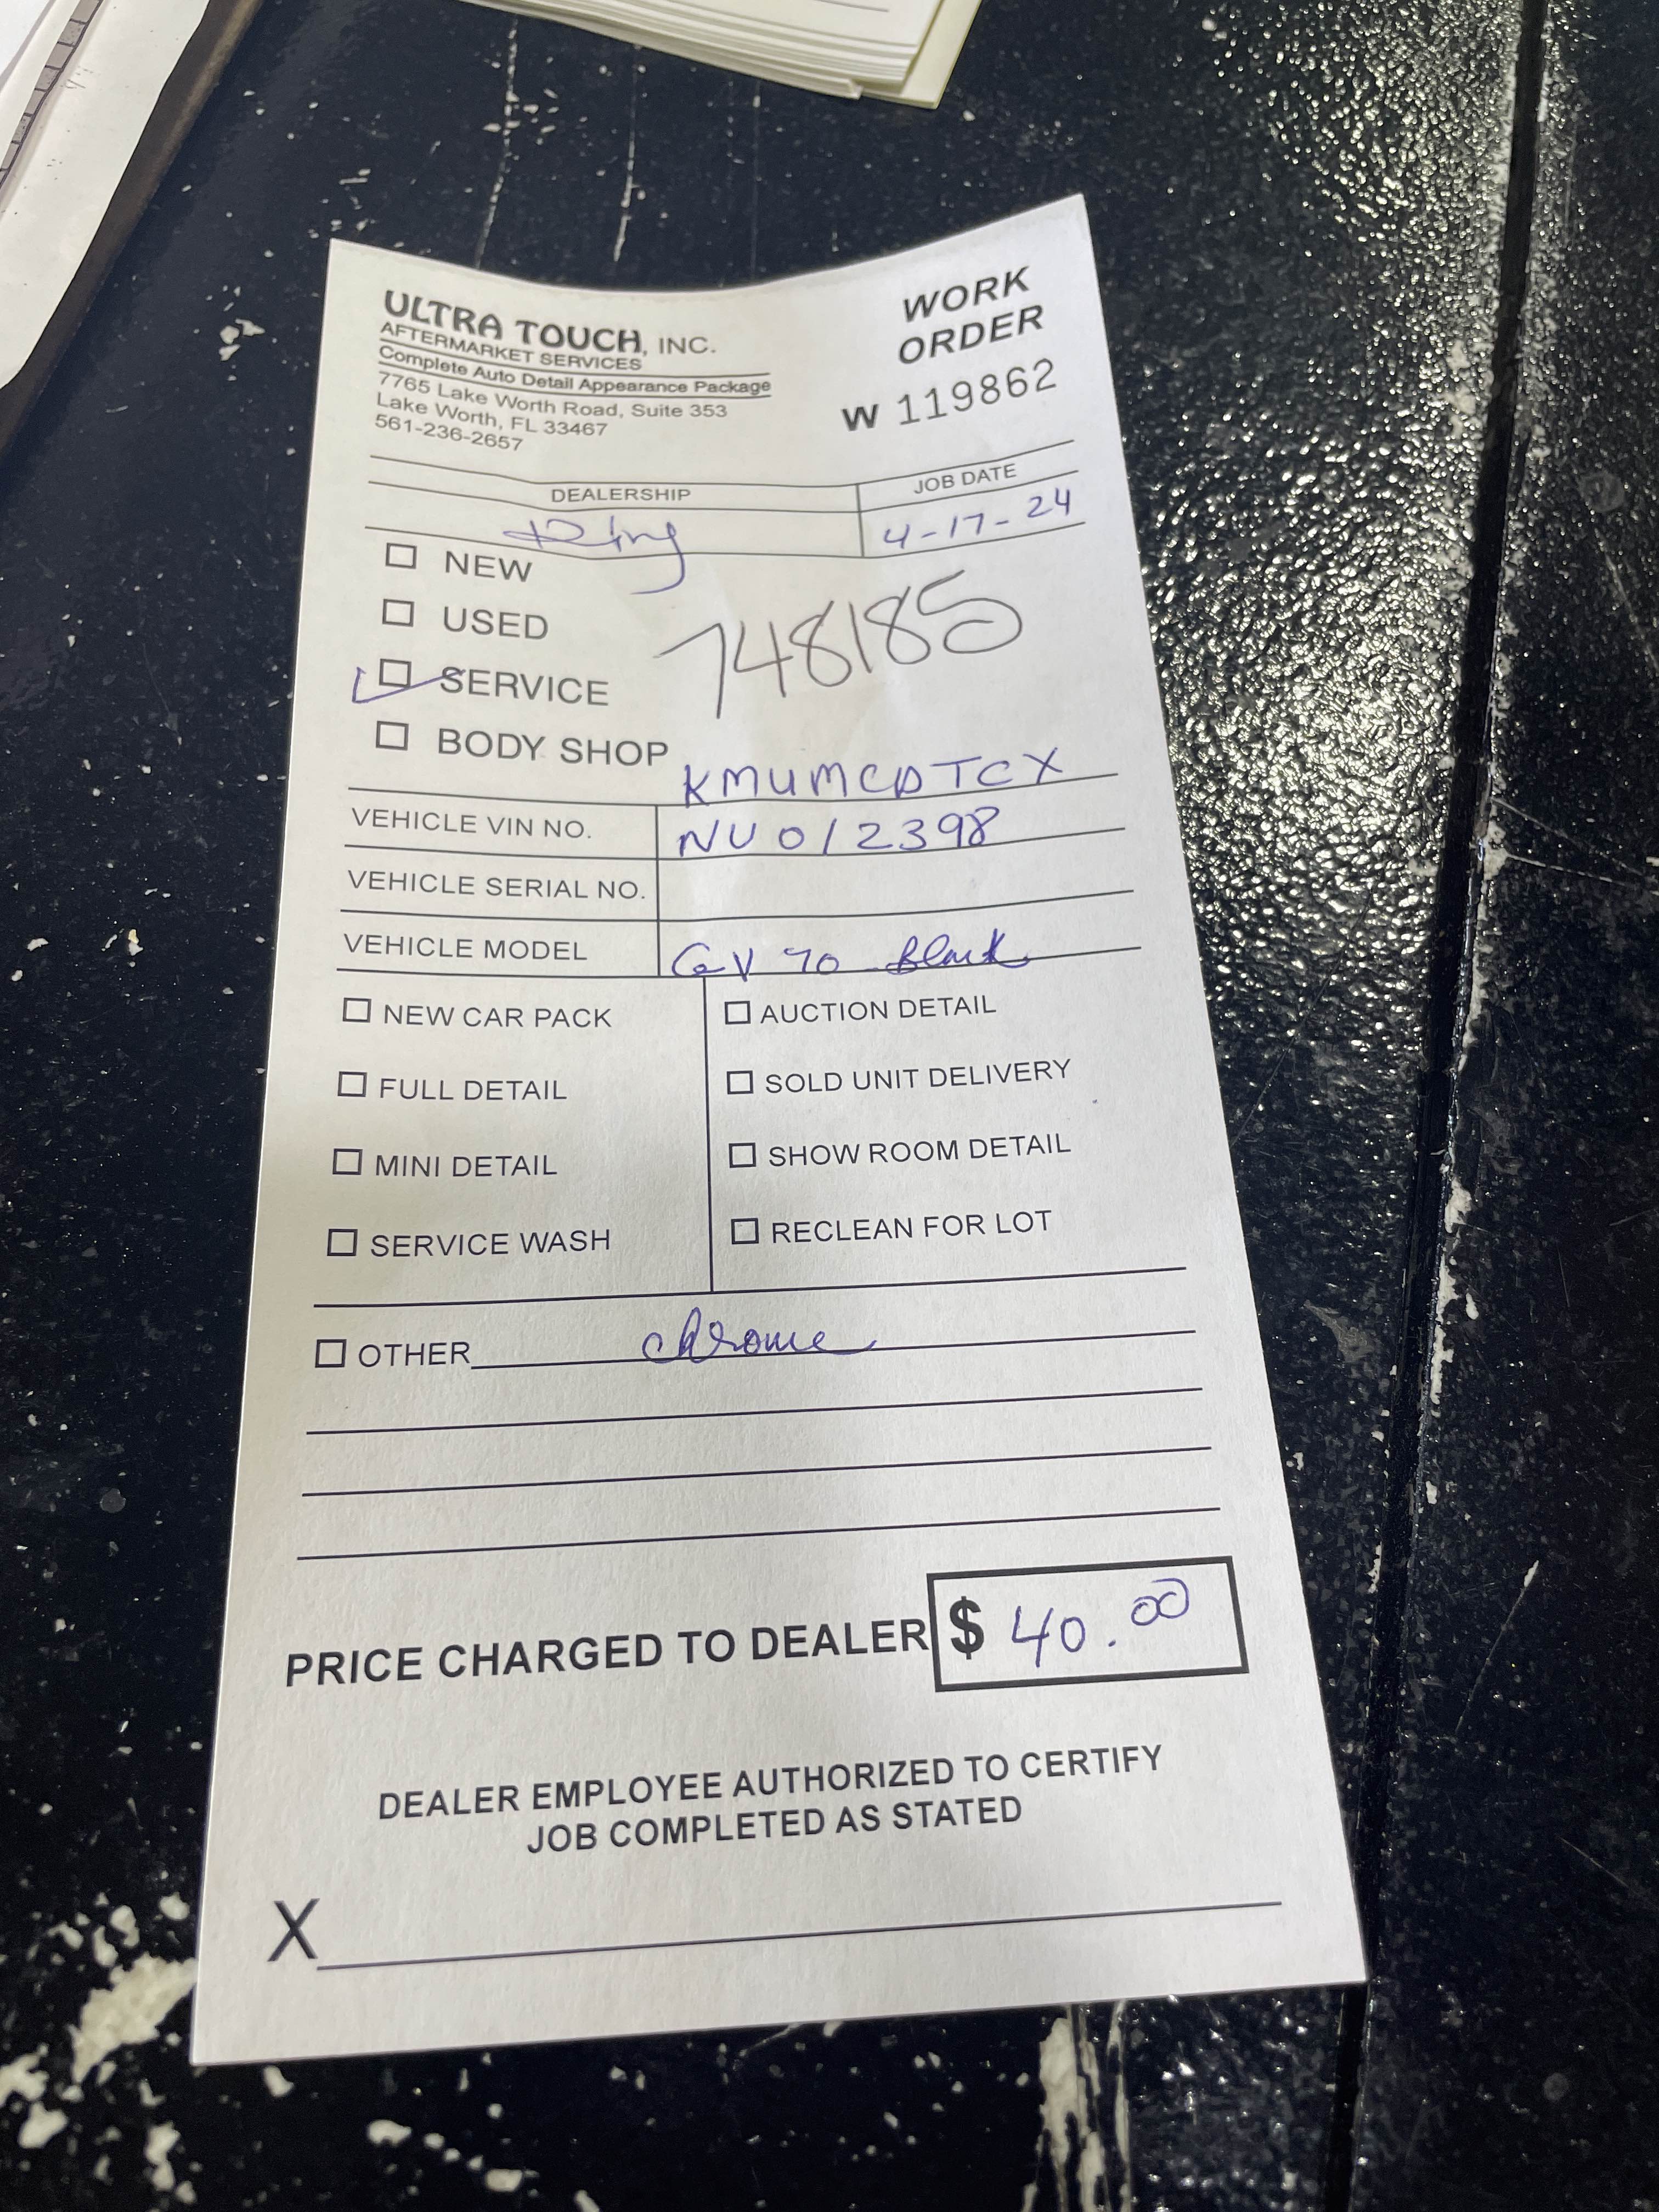 ULTRA TOUCH, INC.
AFTERMARKET SERVICES
Complete Auto Detail Appearance Package
7765 Lake Worth Road, Suite 353
Lake Worth, FL 33467
561-236-2657
WORK
ORDER
W 119862
DEALERSHIP
JOB DATE
4-17-24
NEW
USED
SERVICE
BODY SHOP
748185
KMUMCDTCX
VEHICLE VIN NO. NU012398
VEHICLE SERIAL NO.
VEHICLE MODEL GV 70 Black
NEW CAR PACK
FULL DETAIL
MINI DETAIL
SERVICE WASH
AUCTION DETAIL
SOLD UNIT DELIVERY
SHOW ROOM DETAIL
RECLEAN FOR LOT
OTHER chrome
PRICE CHARGED TO DEALER $ 40.00
DEALER EMPLOYEE AUTHORIZED TO CERTIFY
JOB COMPLETED AS STATED
X